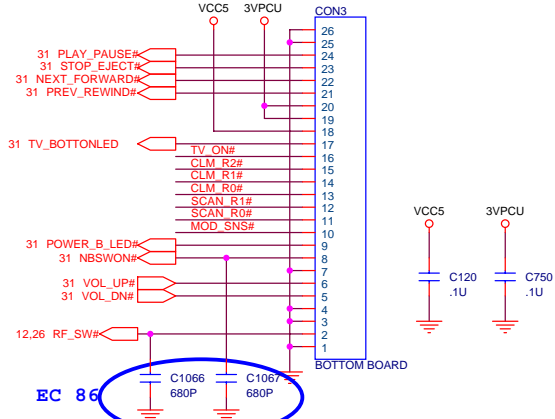 VCC5 3VPCU CON3
26
25
31 PLAY_PAUSE# 24
31 STOP_EJECT# 23
31 NEXT_FORWARD# 22
31 PREV_REWIND# 21
20
19
18
31 TV_BOTTONLED 17
TV_ON# 16
CLM_R2# 15
CLM_R1# 14
CLM_R0# 13
SCAN_R1# 12
SCAN_R0# 11
MOD_SNS# 10
31 POWER_B_LED# 9
31 NBSWON# 8
7
31 VOL_UP# 6
31 VOL_DN# 5
4
3
12,26 RF_SW# 2
1
BOTTOM BOARD
VCC5 3VPCU
C120 C750
.1U .1U
C1066 C1067
680P 680P
EC 86